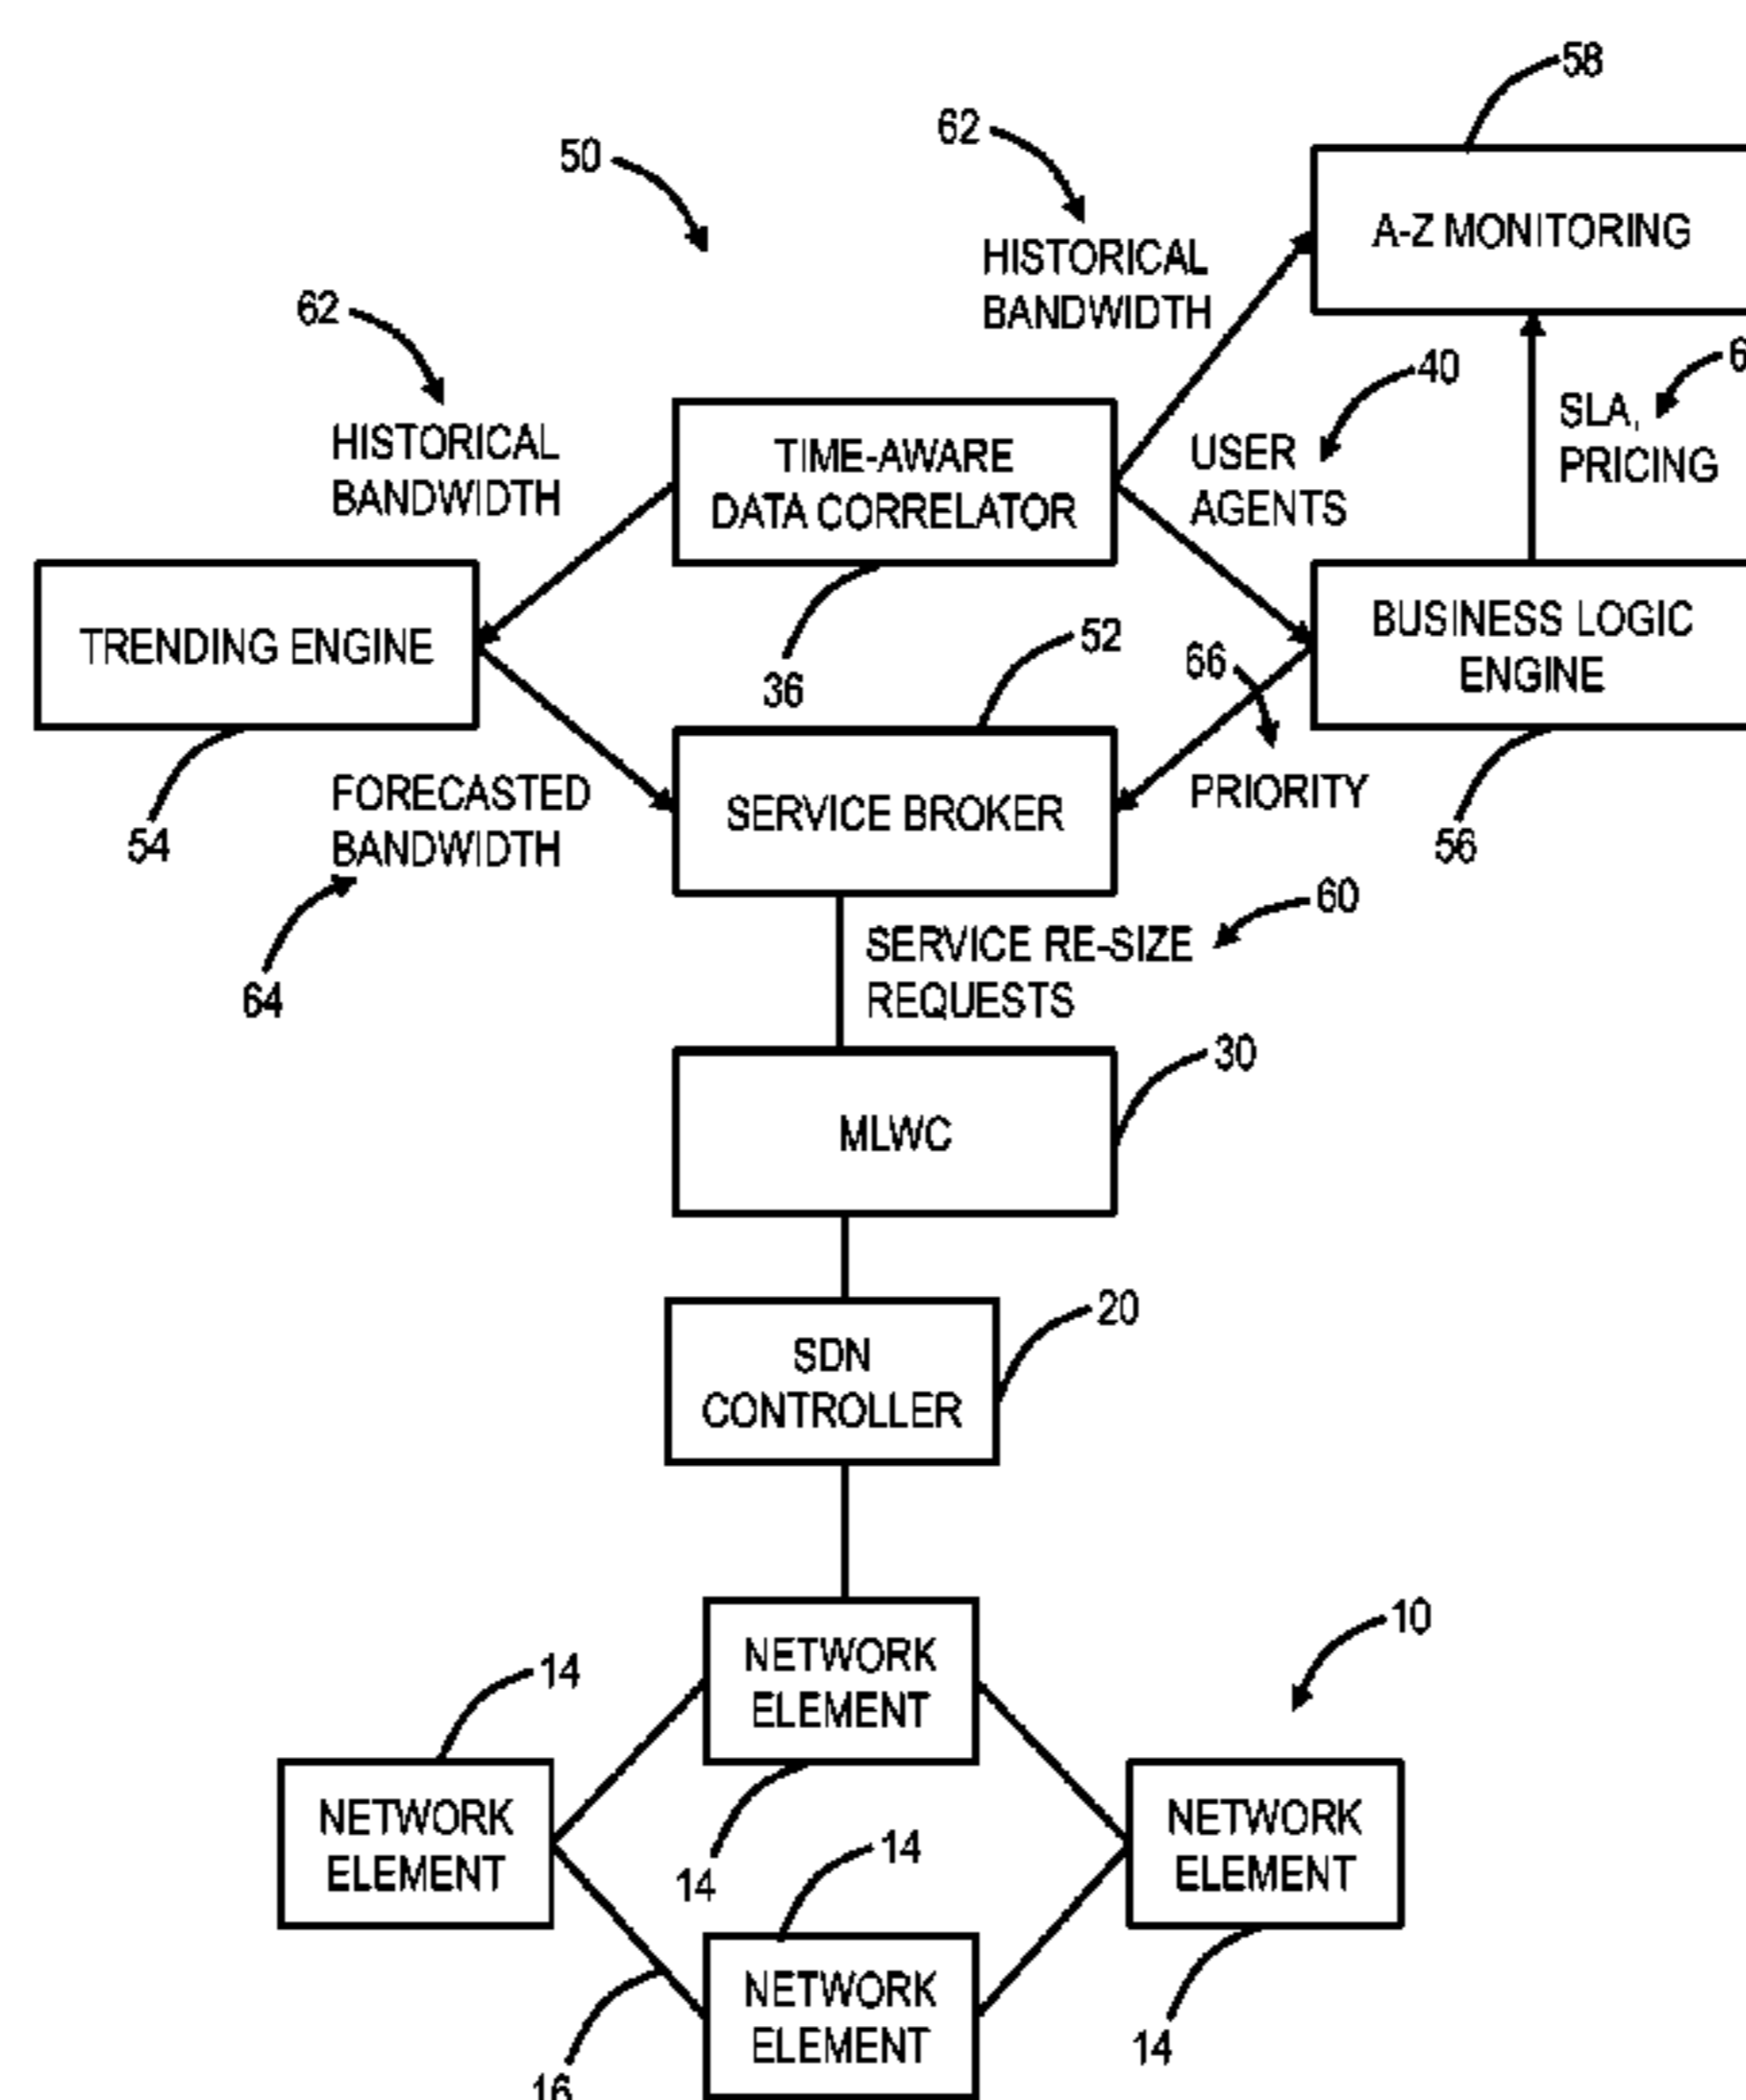 58
62
50
A-Z MONITORING
HISTORICAL
BANDWIDTH
62
40
SLA,
PRICING
HISTORICAL
BANDWIDTH
TIME-AWARE
DATA CORRELATOR
USER
AGENTS
TRENDING ENGINE
36
52
66
BUSINESS LOGIC
ENGINE
54
FORECASTED
BANDWIDTH
SERVICE BROKER
PRIORITY
56
64
SERVICE RE-SIZE
REQUESTS
60
MLWC
30
SDN
CONTROLLER
20
NETWORK
ELEMENT
10
14
NETWORK
ELEMENT
14
14
NETWORK
ELEMENT
NETWORK
ELEMENT
14
16